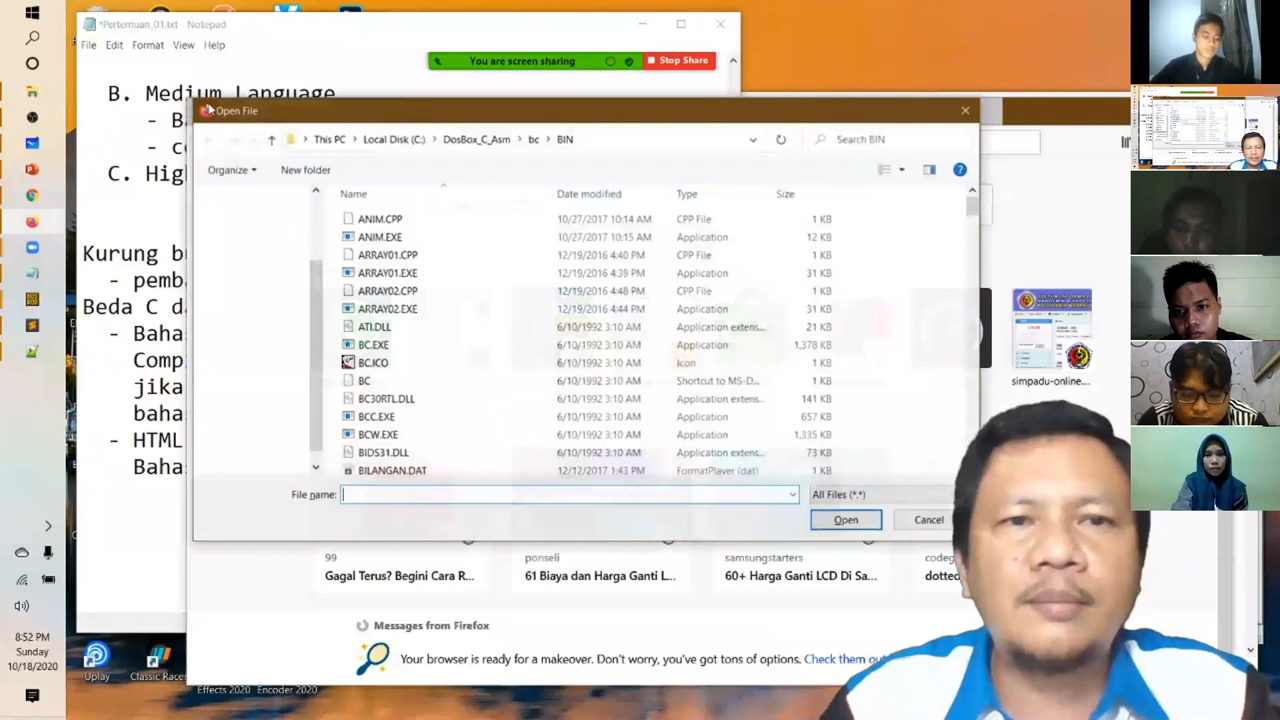 *Pertemuan_01.txt - Notepad
File Edit Format View Help
You are screen sharing
Stop Share
B. Medium Language
C. Hig
Kurung b
- pemb
Beda C d
- Baha
Comp
jika
baha
- HTML
Baha
Open File
This PC > Local Disk (C:) > BIN
Search BIN
Organize
New folder
Name Date modified Type Size
ANIM.CPP 10/27/2017 10:14 AM CPP File 1 KB
ANIM.EXE 10/27/2017 10:15 AM Application 12 KB
ARRAY01.CPP 12/19/2016 4:40 PM CPP File 1 KB
ARRAY01.EXE 12/19/2016 4:39 PM Application 31 KB
ARRAY02.CPP 12/19/2016 4:48 PM CPP File 1 KB
ARRAY02.EXE 12/19/2016 4:44 PM Application 31 KB
ATI.DLL 6/10/1992 3:10 AM Application extens... 21 KB
BC.EXE 6/10/1992 3:10 AM Application 1,378 KB
BC.ICO 6/10/1992 3:10 AM Icon 1 KB
BC 6/10/1992 3:10 AM Shortcut to MS-D... 1 KB
BC30RTL.DLL 6/10/1992 3:10 AM Application extens... 141 KB
BCC.EXE 6/10/1992 3:10 AM Application 657 KB
BCW.EXE 6/10/1992 3:10 AM Application 1,335 KB
BIDS31.DLL 6/10/1992 3:10 AM Application extens... 73 KB
BILANGAN.DAT 12/12/2017 1:43 PM FormatPlayer (dat) 1 KB
File name:
All Files (*.*)
Open
Cancel
simpadu-online....
99 ponseli samsungstarters codeg
Gagal Terus? Begini Cara R... 61 Biaya dan Harga Ganti L... 60+ Harga Ganti LCD Di Sa... dotted
Messages from Firefox
Your browser is ready for a makeover. Don't worry, you've got tons of options. Check them out
8:52 PM
Sunday
10/18/2020
Uplay
Classic Racer
Effects 2020 Encoder 2020